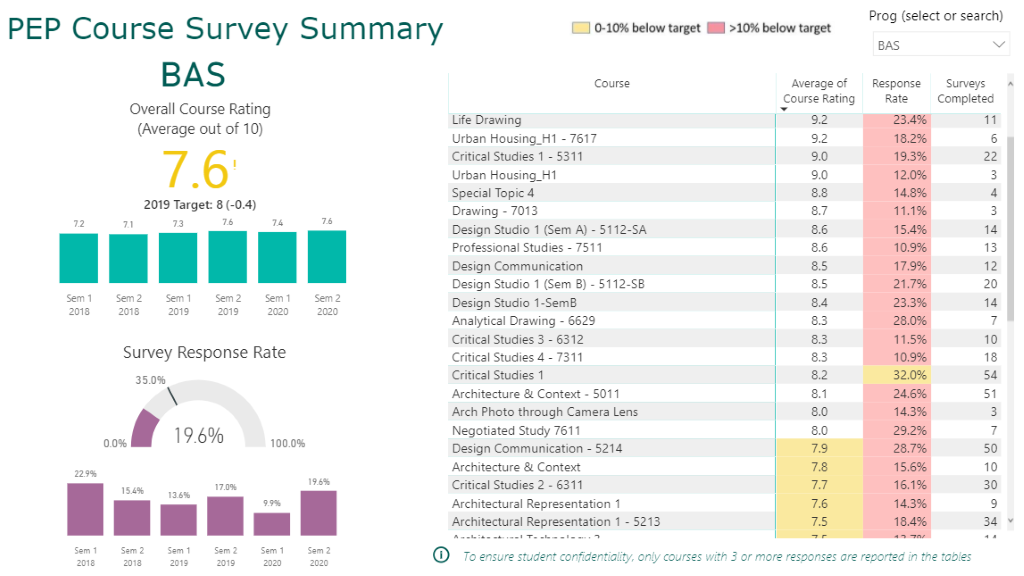 PEP Course Survey Summary
0-10% below target >10% below target
Prog (select or search)
BAS
BAS
Overall Course Rating
(Average out of 10)
7.6
2019 Target: 8 (-0.4)
7.2 7.1 7.3 7.6 7.4 7.6
Sem 1 Sem 2 Sem 1 Sem 2 Sem 1 Sem 2
2018 2018 2019 2019 2020 2020
Survey Response Rate
35.0%
0.0% 19.6% 100.0%
22.9% 15.4% 13.6% 17.0% 9.9% 19.6%
Sem 1 Sem 2 Sem 1 Sem 2 Sem 1 Sem 2
2018 2018 2019 2019 2020 2020
Course Average of Response Surveys
Course Rating Rate Completed
Life Drawing 9.2 23.4% 11
Urban Housing_H1 - 7617 9.2 18.2% 6
Critical Studies 1 - 5311 9.0 19.3% 22
Urban Housing_H1 9.0 12.0% 3
Special Topic 4 8.8 14.8% 4
Drawing - 7013 8.7 11.1% 3
Design Studio 1 (Sem A) - 5112-SA 8.6 15.4% 14
Professional Studies - 7511 8.6 10.9% 13
Design Communication 8.5 17.9% 12
Design Studio 1 (Sem B) - 5112-SB 8.5 21.7% 20
Design Studio 1-SemB 8.4 23.3% 14
Analytical Drawing - 6629 8.3 28.0% 7
Critical Studies 3 - 6312 8.3 11.5% 10
Critical Studies 4 - 7311 8.3 10.9% 18
Critical Studies 1 8.2 32.0% 54
Architecture & Context - 5011 8.1 24.6% 51
Arch Photo through Camera Lens 8.0 14.3% 3
Negotiated Study 7611 8.0 29.2% 7
Design Communication - 5214 7.9 28.7% 50
Architecture & Context 7.8 15.6% 10
Critical Studies 2 - 6311 7.7 16.1% 30
Architectural Representation 1 7.6 14.3% 9
Architectural Representation 1 - 5213 7.5 18.4% 34
To ensure student confidentiality, only courses with 3 or more responses are reported in the tables